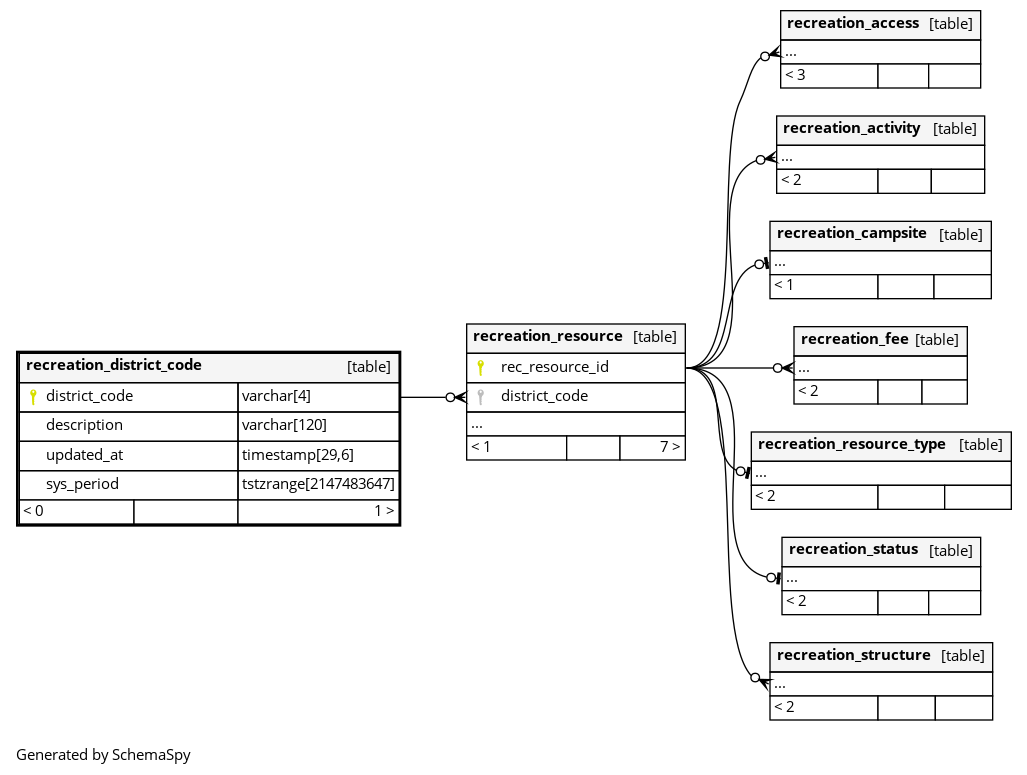 recreation_access [table]
...
< 3
recreation_activity [table]
...
< 2
recreation_campsite [table]
...
< 1
recreation_resource [table]
rec_resource_id
district_code
...
< 1 7 >
recreation_district_code [table]
district_code varchar[4]
description varchar[120]
updated_at timestamp[29,6]
sys_period tstzrange[2147483647]
< 0 1 >
recreation_fee [table]
...
< 2
recreation_resource_type [table]
...
< 2
recreation_status [table]
...
< 2
recreation_structure [table]
...
< 2
Generated by SchemaSpy